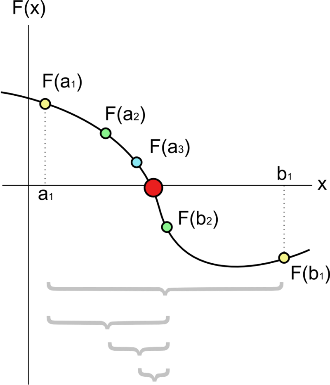 F(x)
F(a₁)
F(a₂)
F(a₃)
b₁
x
a₁
F(b₂)
F(b₁)